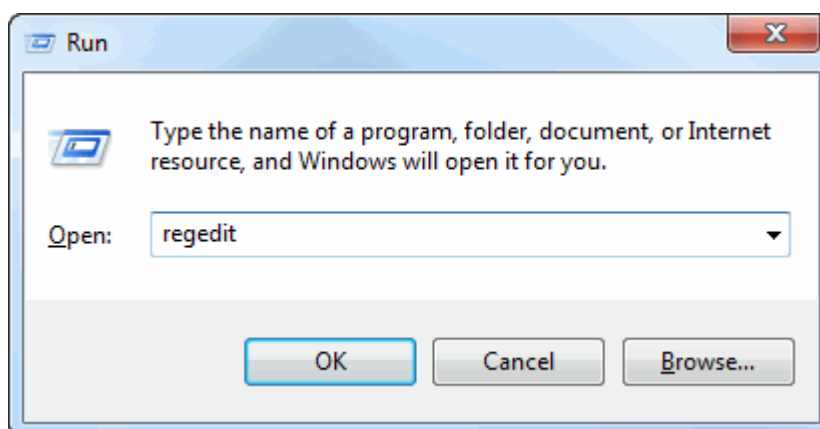 Run
Type the name of a program, folder, document, or Internet
resource, and Windows will open it for you.
Open: regedit
OK Cancel Browse...